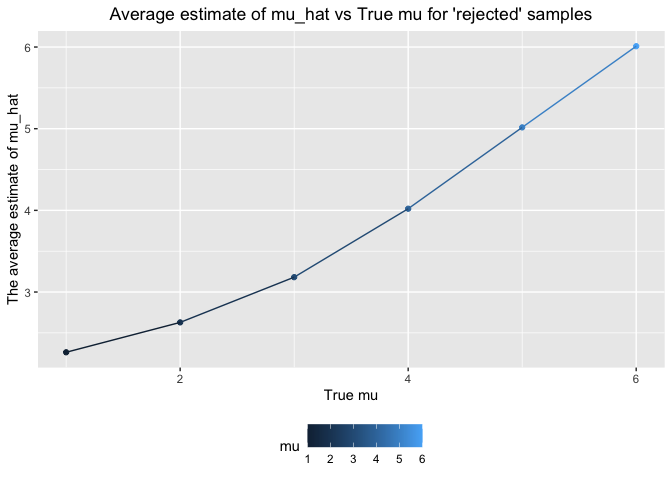 Average estimate of mu_hat vs True mu for 'rejected' samples
The average estimate of mu_hat
6
5
4
3
2 4 6
True mu
mu
1 2 3 4 5 6